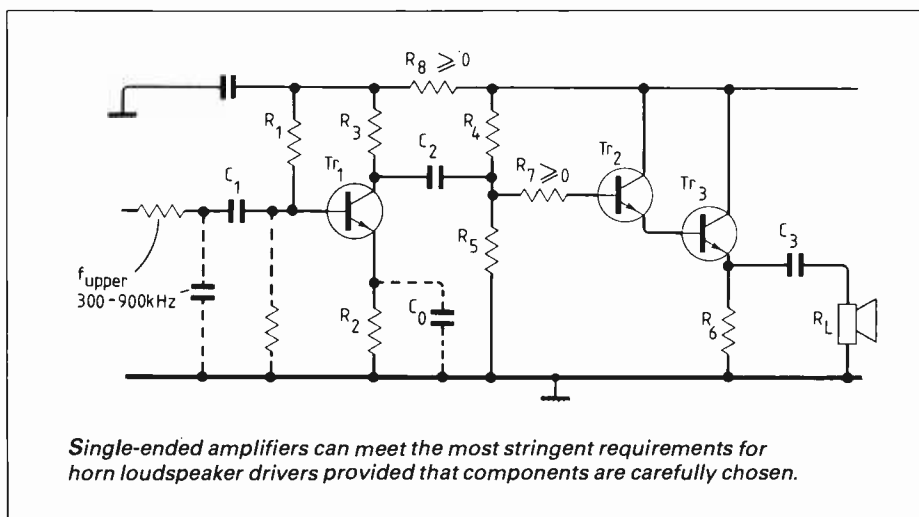 R8 ⩾ 0
R1
R3
R4
C1
Tr1
C2
R7 ⩾ 0
Tr2
Tr3
C3
fupper
300-900kHz
R2
C0
R5
R6
RL
Single-ended amplifiers can meet the most stringent requirements for
horn loudspeaker drivers provided that components are carefully chosen.